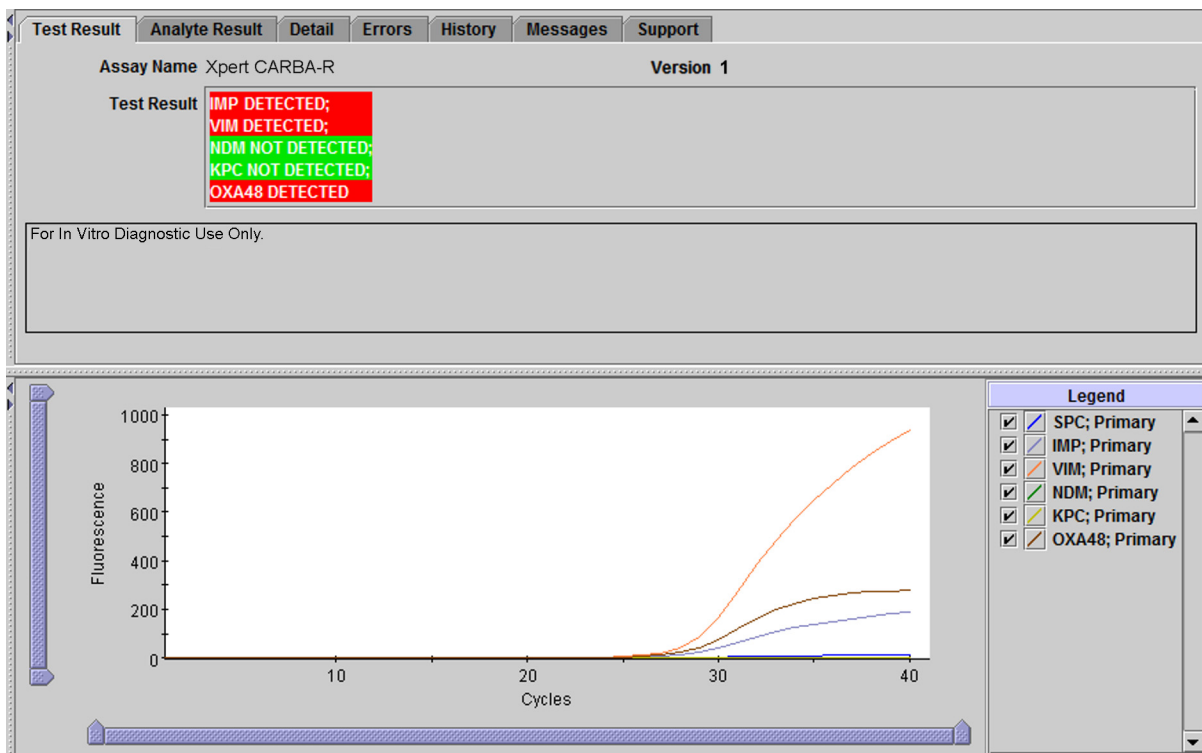 Test Result Analyte Result Detail Errors History Messages Support
Assay Name Xpert CARBA-R Version 1
Test Result IMP DETECTED;
VIM DETECTED;
NDM NOT DETECTED;
KPC NOT DETECTED;
OXA48 DETECTED
For In Vitro Diagnostic Use Only.
1000
800
600
400
200
0
Fluorescence
10 20 30 40
Cycles
Legend
SPC; Primary
IMP; Primary
VIM; Primary
NDM; Primary
KPC; Primary
OXA48; Primary